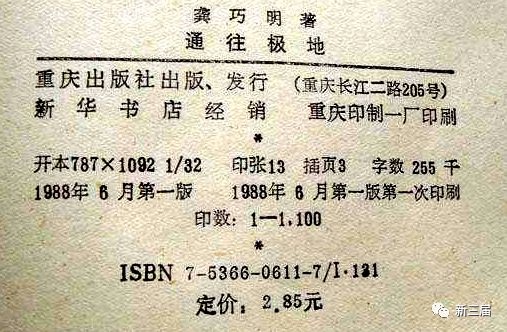 龚巧明著
通往极地
重庆出版社出版、发行（重庆长江二路205号）
新华书店经销 重庆印制一厂印刷
*
开本787×1092 1/32 印张13 插页3 字数255千
1988年6月第一版 1988年6月第一版第一次印刷
印数：1—1,100
*
ISBN 7-5366-0611-7/I·131
定价：2.85元
新三届